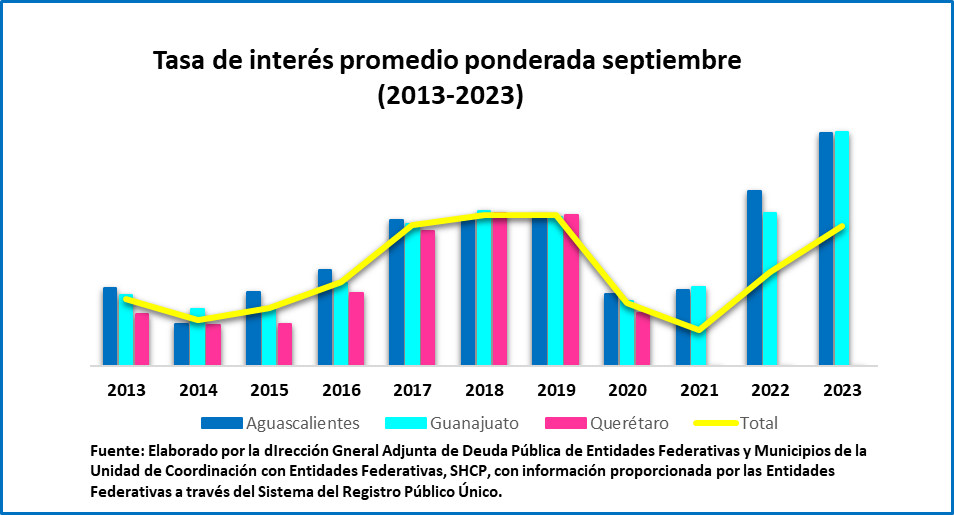 Tasa de interés promedio ponderada septiembre
(2013-2023)
2013 2014 2015 2016 2017 2018 2019 2020 2021 2022 2023
Aguascalientes Guanajuato Querétaro Total
Fuente: Elaborado por la dIrección Gneral Adjunta de Deuda Pública de Entidades Federativas y Municipios de la
Unidad de Coordinación con Entidades Federativas, SHCP, con información proporcionada por las Entidades
Federativas a través del Sistema del Registro Público Único.